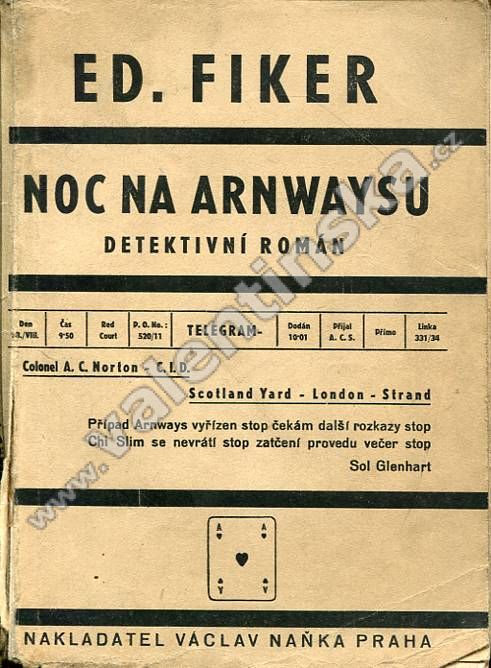 ED. FIKER
NOC NA ARNWAYSU
DETEKTIVNÍ ROMÁN
Den Čas Red P. O. No.: TELEGRAM- Dodán Přijal Přímo Linka
/VIII. 9·50 Court 520/11 10·01 A. C. S. 331/34
Colonel A. C. Norton C. I. D.
Scotland Yard - London - Strand
Případ Arnways vyřízen stop čekám další rozkazy stop
Chi Slim se nevrátí stop zatčení provedu večer stop
Sol Glenhart
A A
A A
NAKLADATEL VÁCLAV NAŇKA PRAHA
www.valentinska.cz